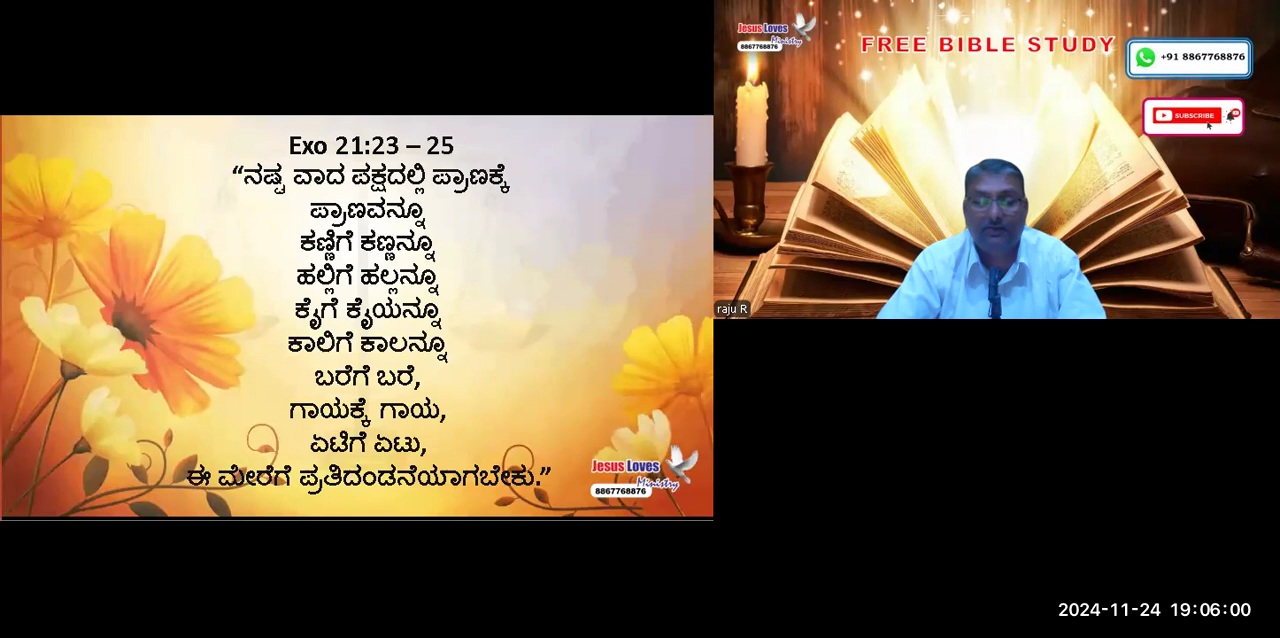 Exo 21:23 – 25
“ನಷ್ಟ ವಾದ ಪಕ್ಷದಲ್ಲಿ ಪ್ರಾಣಕ್ಕೆ
ಪ್ರಾಣವನ್ನೂ
ಕಣ್ಣಿಗೆ ಕಣ್ಣನ್ನೂ
ಹಲ್ಲಿಗೆ ಹಲ್ಲನ್ನೂ
ಕೈಗೆ ಕೈಯನ್ನೂ
ಕಾಲಿಗೆ ಕಾಲನ್ನೂ
ಬರೆಗೆ ಬರೆ,
ಗಾಯಕ್ಕೆ ಗಾಯ,
ಏಟಿಗೆ ಏಟು,
ಈ ಮೇರೆಗೆ ಪ್ರತಿದಂಡನೆಯಾಗಬೇಕು.”
Jesus Loves
Ministry
8867768876
Jesus Loves
Ministry
8867768876
FREE BIBLE STUDY
+91 8867768876
SUBSCRIBE
raju R
2024-11-24 19:06:00